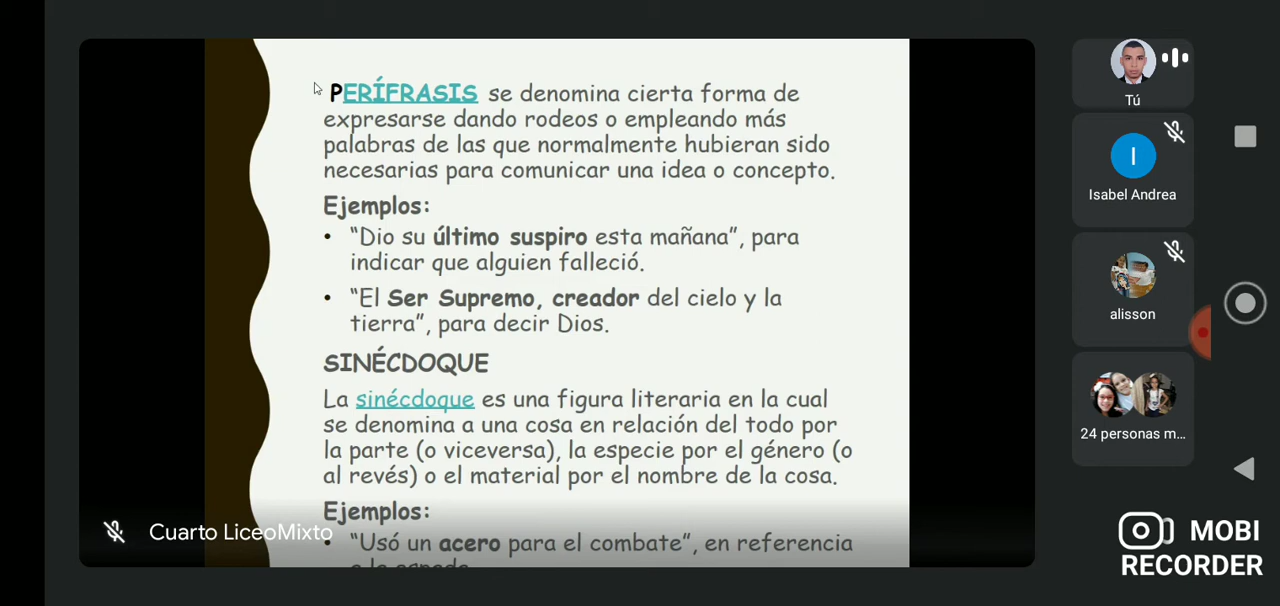 PERÍFRASIS se denomina cierta forma de
expresarse dando rodeos o empleando más
palabras de las que normalmente hubieran sido
necesarias para comunicar una idea o concepto.
Ejemplos:
• “Dio su último suspiro esta mañana”, para
indicar que alguien falleció.
• “El Ser Supremo, creador del cielo y la
tierra”, para decir Dios.
SINÉCDOQUE
La sinécdoque es una figura literaria en la cual
se denomina a una cosa en relación del todo por
la parte (o viceversa), la especie por el género (o
al revés) o el material por el nombre de la cosa.
Ejemplos:
• “Usó un acero para el combate”, en referencia
a la espada
Cuarto LiceoMixto
Tú
I
Isabel Andrea
alisson
24 personas m...
MOBI
RECORDER